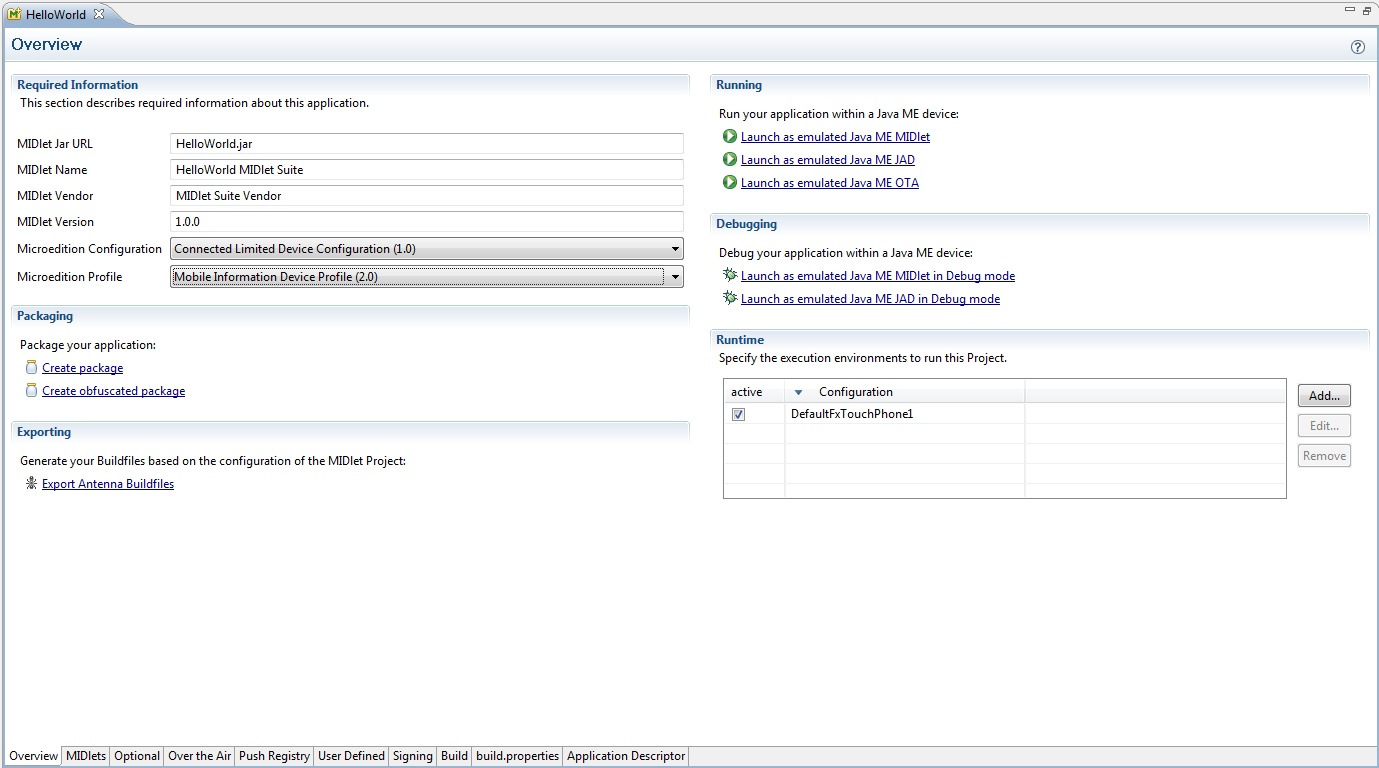 HelloWorld
Overview
Required Information
This section describes required information about this application.
MIDlet Jar URL HelloWorld.jar
MIDlet Name HelloWorld MIDlet Suite
MIDlet Vendor MIDlet Suite Vendor
MIDlet Version 1.0.0
Microedition Configuration Connected Limited Device Configuration (1.0)
Microedition Profile Mobile Information Device Profile (2.0)
Packaging
Package your application:
Create package
Create obfuscated package
Exporting
Generate your Buildfiles based on the configuration of the MIDlet Project:
Export Antenna Buildfiles
Running
Run your application within a Java ME device:
Launch as emulated Java ME MIDlet
Launch as emulated Java ME JAD
Launch as emulated Java ME OTA
Debugging
Debug your application within a Java ME device:
Launch as emulated Java ME MIDlet in Debug mode
Launch as emulated Java ME JAD in Debug mode
Runtime
Specify the execution environments to run this Project.
active Configuration
DefaultFxTouchPhone1
Add...
Edit...
Remove
Overview MIDlets Optional Over the Air Push Registry User Defined Signing Build build.properties Application Descriptor